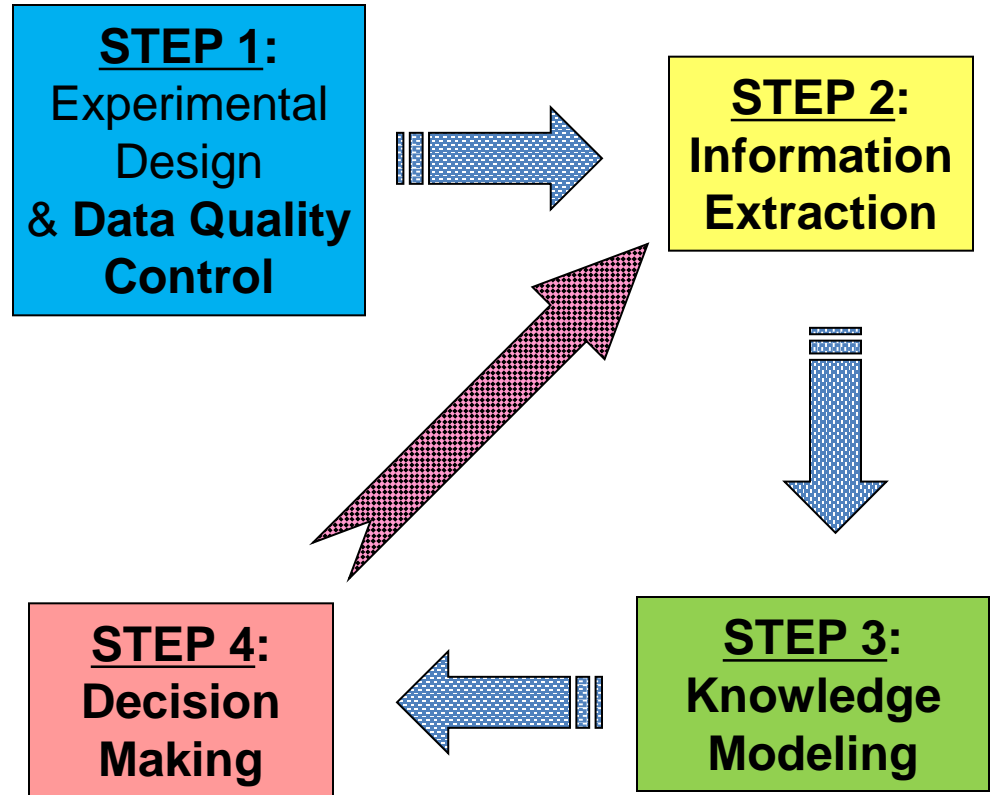 STEP 1:
Experimental
Design
& Data Quality
Control
STEP 2:
Information
Extraction
STEP 3:
Knowledge
Modeling
STEP 4:
Decision
Making